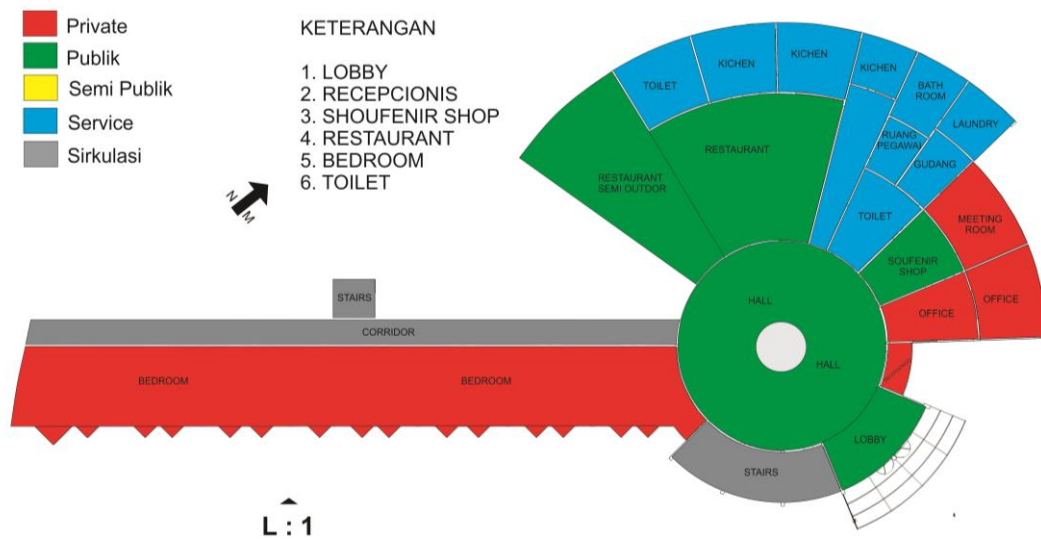 Private
Publik
Semi Publik
Service
Sirkulasi
KETERANGAN
1. LOBBY
2. RECEPCIONIS
3. SHOUFENIR SHOP
4. RESTAURANT
5. BEDROOM
6. TOILET
N
M
TOILET
KICHEN
KICHEN
KICHEN
BATH
ROOM
LAUNDRY
RUANG
PEGAWAI
GUDANG
RESTAURANT
RESTAURANT
SEMI OUTDOR
TOILET
MEETING
ROOM
SOUFENIR
SHOP
OFFICE
OFFICE
HALL
HALL
STAIRS
CORRIDOR
BEDROOM
BEDROOM
LOBBY
STAIRS
L : 1